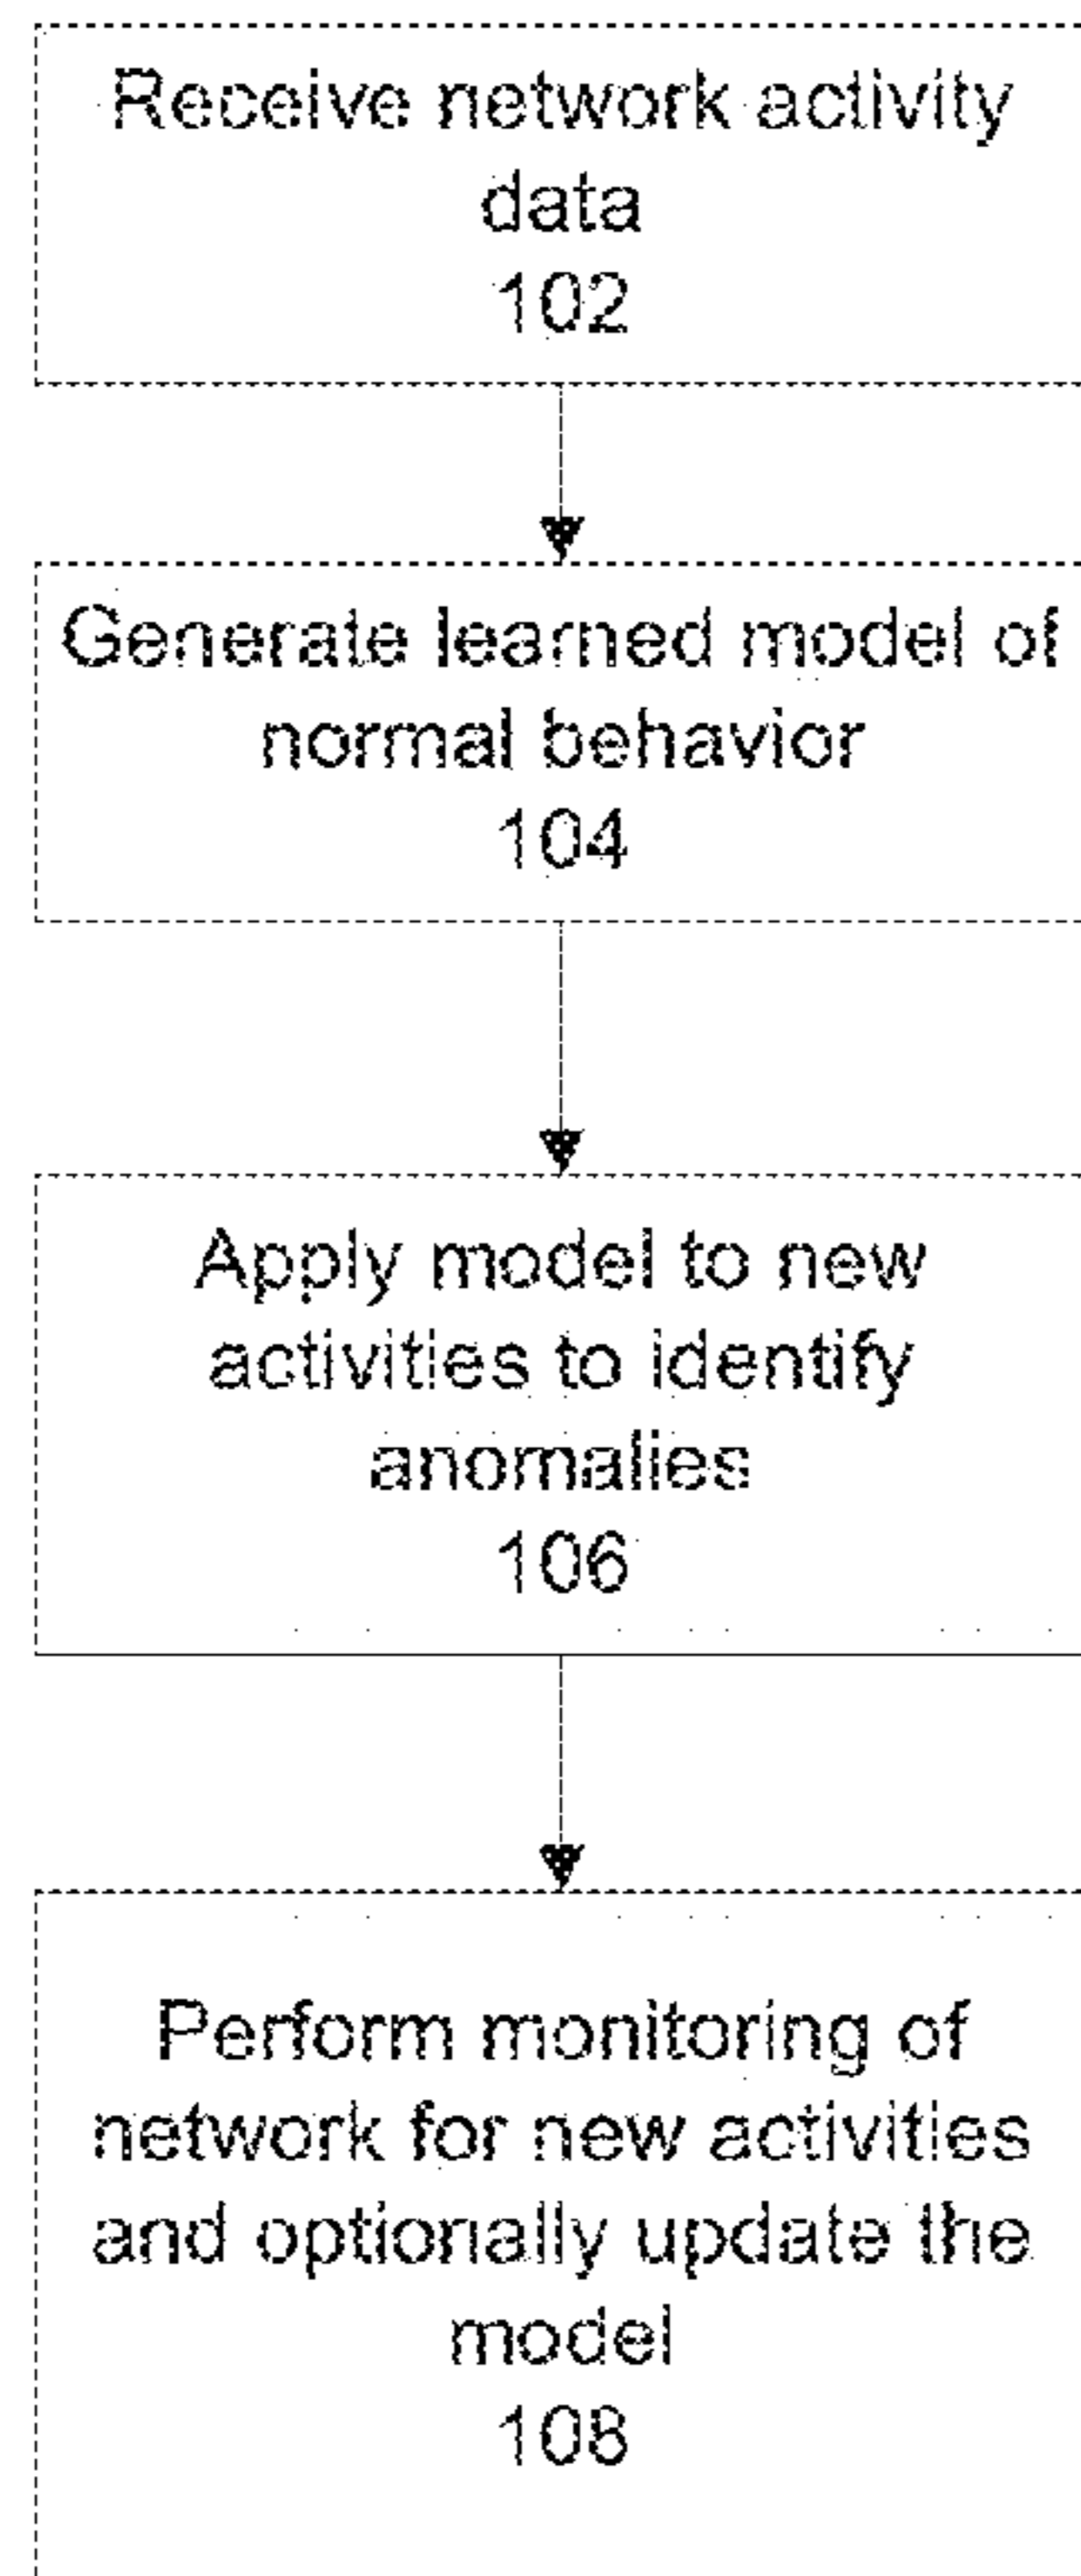 Receive network activity
data
102
Generate learned model of
normal behavior
104
Apply model to new
activities to identify
anomalies
106
Perform monitoring of
network for new activities
and optionally update the
model
108